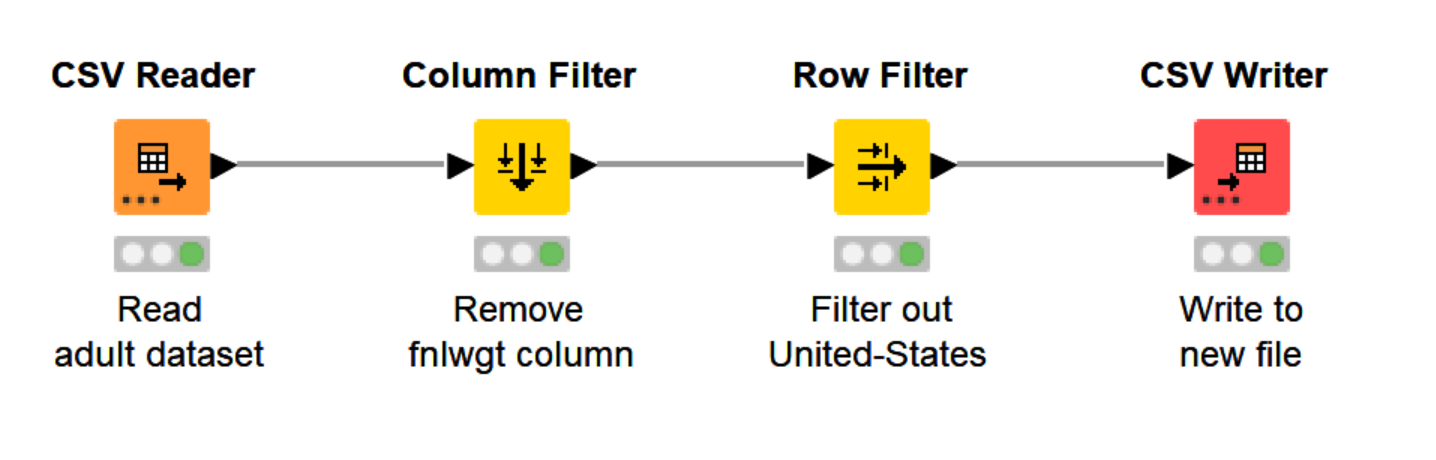 CSV Reader
Column Filter
Row Filter
CSV Writer
Read
adult dataset
Remove
fnlwgt column
Filter out
United-States
Write to
new file